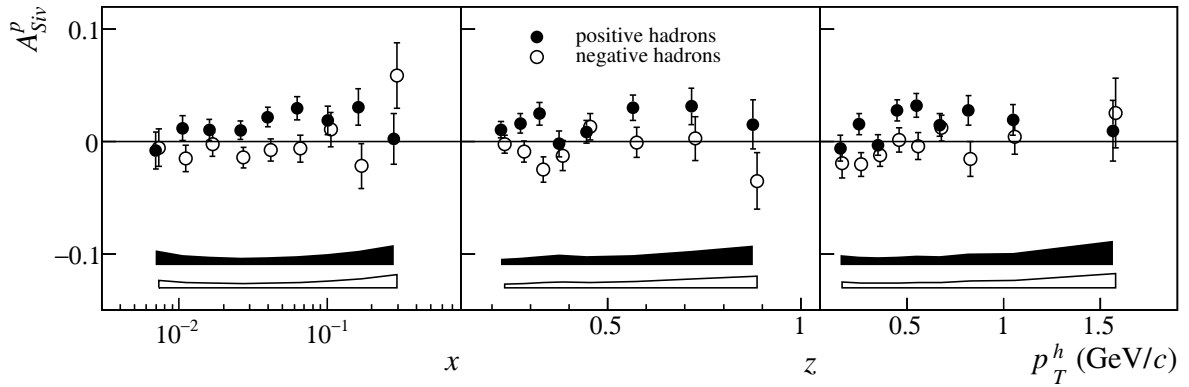 A^p_Siv
0.1
0
−0.1
positive hadrons
negative hadrons
10^−2
10^−1
0.5
1
0.5
1
1.5
x
z
p^h_T (GeV/c)